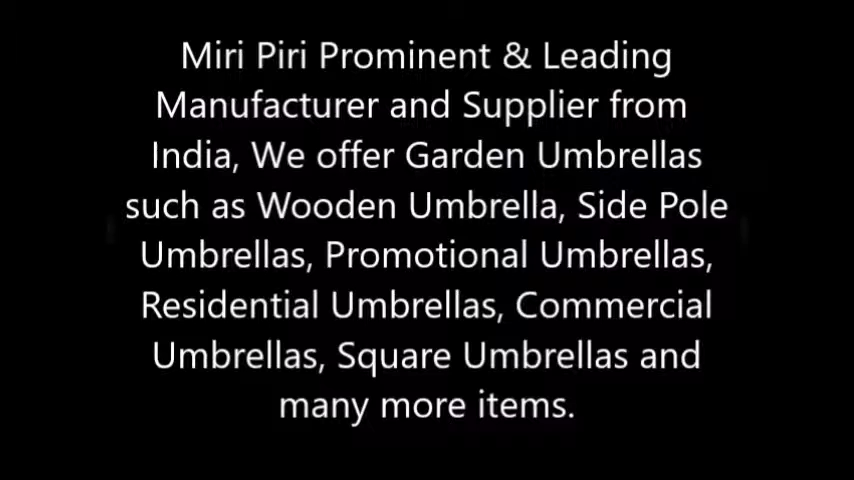 Miri Piri Prominent & Leading
Manufacturer and Supplier from
India, We offer Garden Umbrellas
such as Wooden Umbrella, Side Pole
Umbrellas, Promotional Umbrellas,
Residential Umbrellas, Commercial
Umbrellas, Square Umbrellas and
many more items.